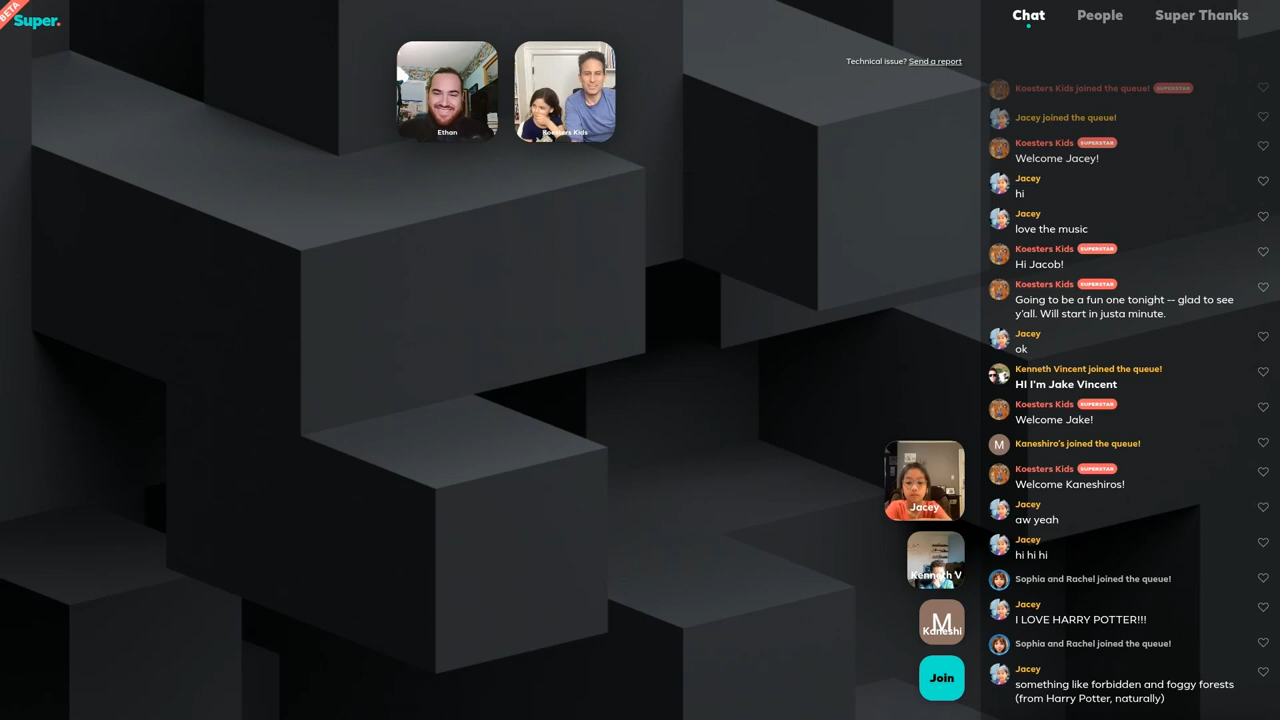 BETA
Super.
Chat People Super Thanks
Technical issue? Send a report
Ethan
Koesters Kids
Koesters Kids joined the queue! SUPERSTAR
Jacey joined the queue!
Koesters Kids SUPERSTAR
Welcome Jacey!
Jacey
hi
Jacey
love the music
Koesters Kids SUPERSTAR
Hi Jacob!
Koesters Kids SUPERSTAR
Going to be a fun one tonight -- glad to see
y'all. Will start in justa minute.
Jacey
ok
Kenneth Vincent joined the queue!
HI I'm Jake Vincent
Koesters Kids SUPERSTAR
Welcome Jake!
M
Kaneshiro's joined the queue!
Koesters Kids SUPERSTAR
Welcome Kaneshiros!
Jacey
aw yeah
Jacey
hi hi hi
Sophia and Rachel joined the queue!
Jacey
I LOVE HARRY POTTER!!!
Sophia and Rachel joined the queue!
Jacey
something like forbidden and foggy forests
(from Harry Potter, naturally)
Jacey
Kenneth V
M
Kaneshi
Join